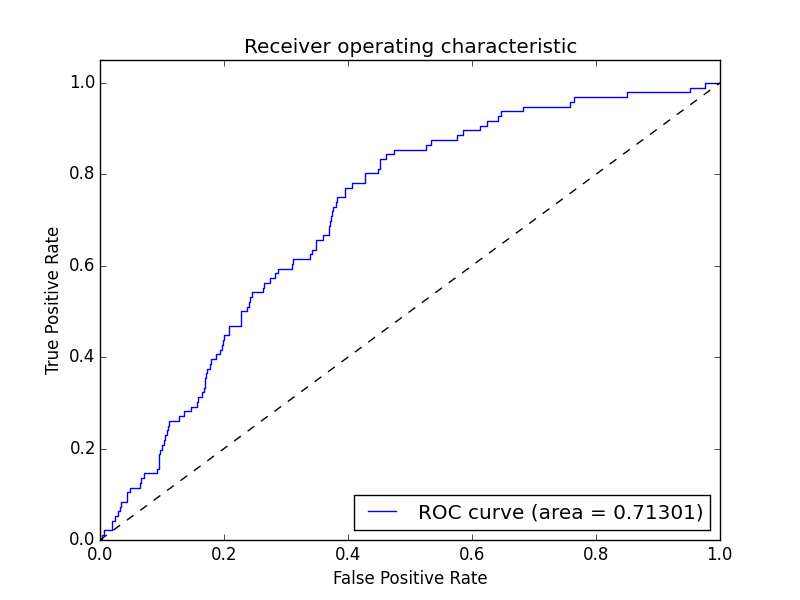 Receiver operating characteristic
1.0
0.8
0.6
0.4
0.2
0.0
True Positive Rate
ROC curve (area = 0.71301)
0.0 0.2 0.4 0.6 0.8 1.0
False Positive Rate